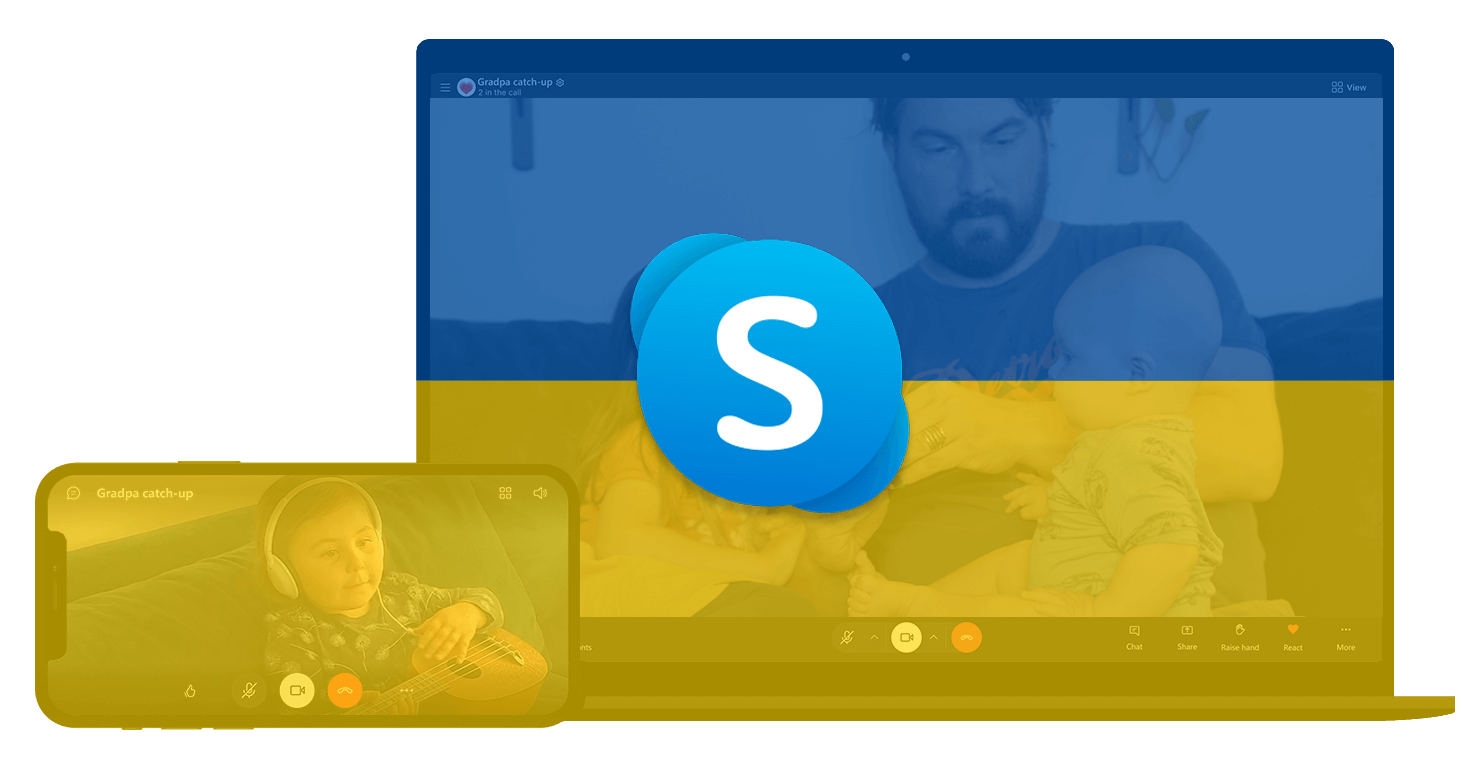 Gradpa catch-up
2 in the call
View
S
Gradpa catch-up
nts
Chat
Share
Raise hand
React
More